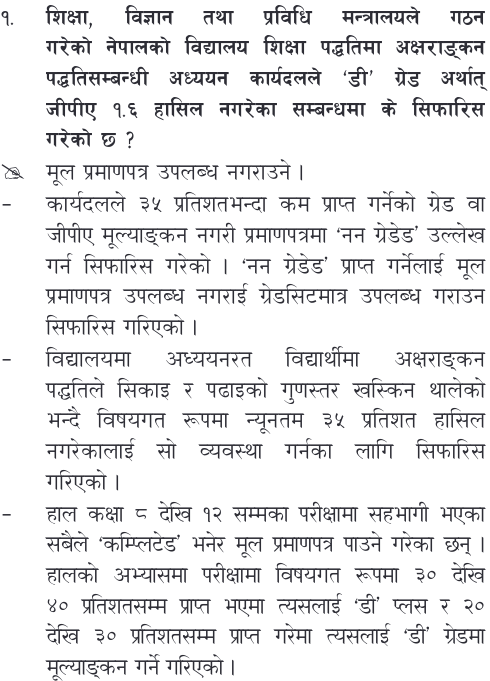 १. शिक्षा, विज्ञान तथा प्रविधि मन्त्रालयले गठन
गरेको नेपालको विद्यालय शिक्षा पद्धतिमा अक्षराङ्कन
पद्धतिसम्बन्धी अध्ययन कार्यदलले ‘डी’ ग्रेड अर्थात्
जीपीए १.६ हासिल नगरेका सम्बन्धमा के सिफारिस
गरेको छ ?
मूल प्रमाणपत्र उपलब्ध नगराउने ।
– कार्यदलले ३५ प्रतिशतभन्दा कम प्राप्त गर्नेको ग्रेड वा
जीपीए मूल्याङ्कन नगरी प्रमाणपत्रमा ‘नन ग्रेडेड’ उल्लेख
गर्न सिफारिस गरेको । ‘नन ग्रेडेड’ प्राप्त गर्नेलाई मूल
प्रमाणपत्र उपलब्ध नगराई ग्रेडसिटमात्र उपलब्ध गराउन
सिफारिस गरिएको ।
– विद्यालयमा अध्ययनरत विद्यार्थीमा अक्षराङ्कन
पद्धतिले सिकाइ र पढाइको गुणस्तर खस्किन थालेको
भन्दै विषयगत रूपमा न्यूनतम ३५ प्रतिशत हासिल
नगरेकालाई सो व्यवस्था गर्नका लागि सिफारिस
गरिएको ।
– हाल कक्षा ८ देखि १२ सम्मका परीक्षामा सहभागी भएका
सबैले ‘कम्प्लिटेड’ भनेर मूल प्रमाणपत्र पाउने गरेका छन् ।
हालको अभ्यासमा परीक्षामा विषयगत रूपमा ३० देखि
४० प्रतिशतसम्म प्राप्त भएमा त्यसलाई ‘डी’ प्लस र २०
देखि ३० प्रतिशतसम्म प्राप्त गरेमा त्यसलाई ‘डी’ ग्रेडमा
मूल्याङ्कन गर्ने गरिएको ।